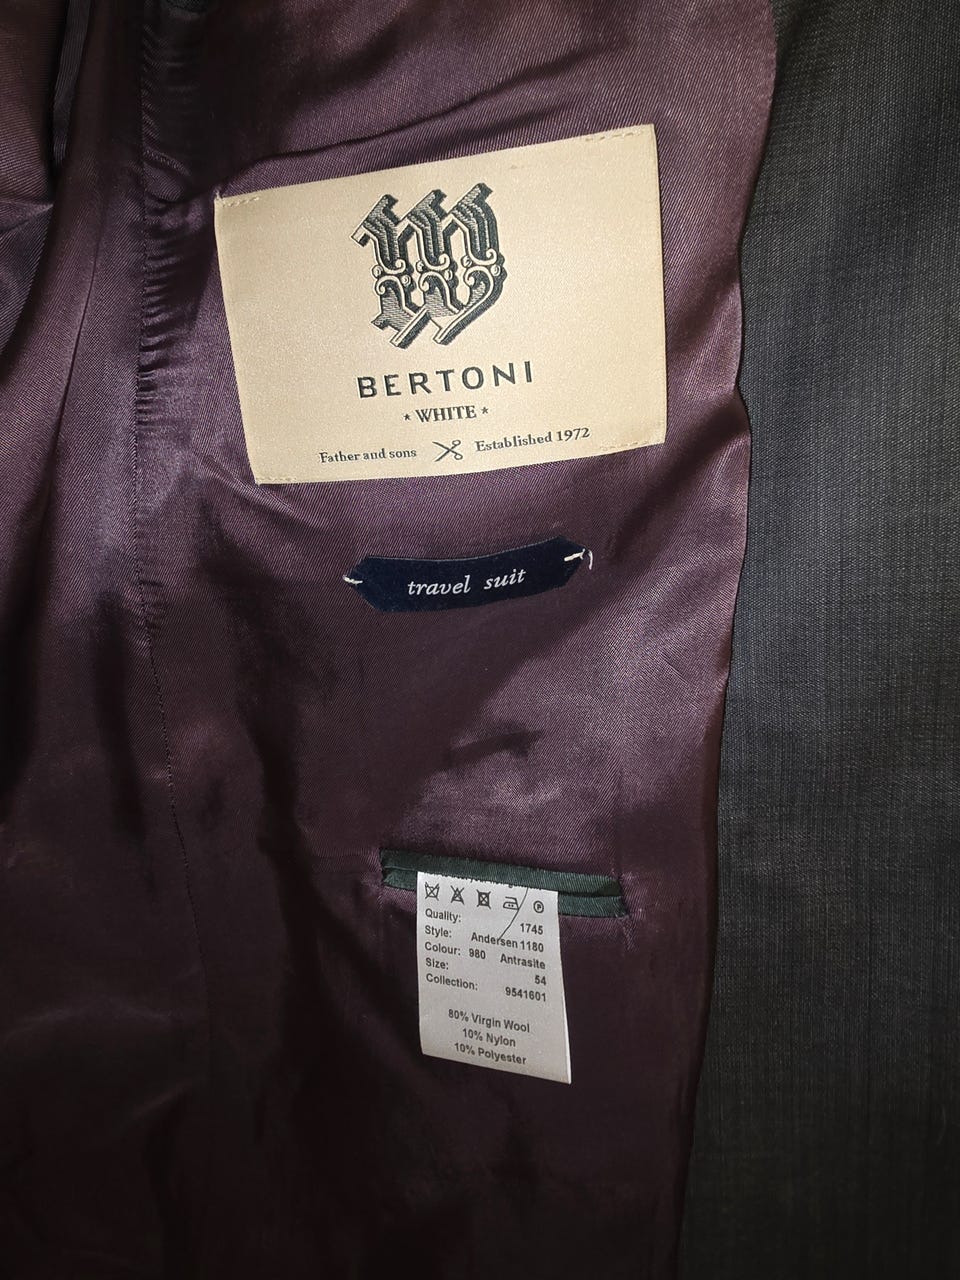 W
BERTONI
* WHITE *
Father and sons Established 1972
travel suit
Quality: 1745
Style: Andersen 1180
Colour: 980 Antrasite
Size: 54
Collection: 9541601
80% Virgin Wool
10% Nylon
10% Polyester